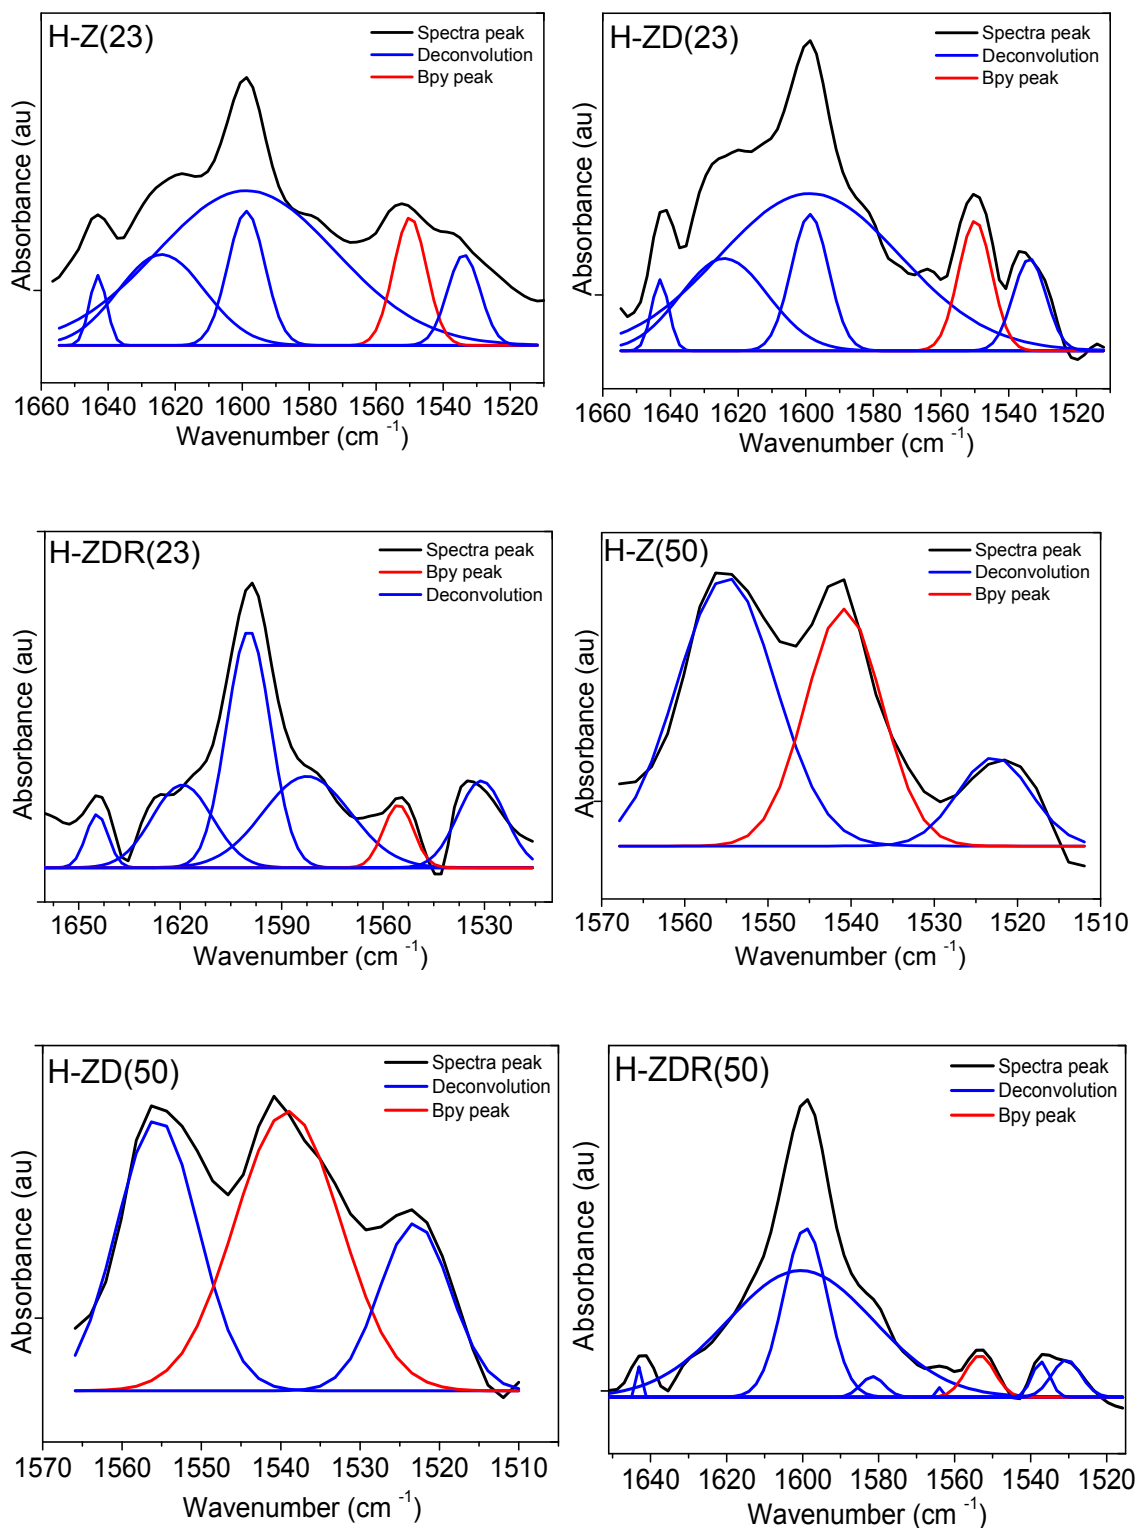 H-Z(23)
Spectra peak
Deconvolution
Bpy peak
Absorbance (au)
1660 1640 1620 1600 1580 1560 1540 1520
Wavenumber (cm ⁻¹)
H-ZD(23)
Spectra peak
Deconvolution
Bpy peak
Absorbance (au)
1660 1640 1620 1600 1580 1560 1540 1520
Wavenumber (cm ⁻¹)
H-ZDR(23)
Spectra peak
Bpy peak
Deconvolution
Absorbance (au)
1650 1620 1590 1560 1530
Wavenumber (cm ⁻¹)
H-Z(50)
Spectra peak
Deconvolution
Bpy peak
Absorbance (au)
1570 1560 1550 1540 1530 1520 1510
Wavenumber (cm ⁻¹)
H-ZD(50)
Spectra peak
Deconvolution
Bpy peak
Absorbance (au)
1570 1560 1550 1540 1530 1520 1510
Wavenumber (cm ⁻¹)
H-ZDR(50)
Spectra peak
Deconvolution
Bpy peak
Absorbance (au)
1640 1620 1600 1580 1560 1540 1520
Wavenumber (cm ⁻¹)